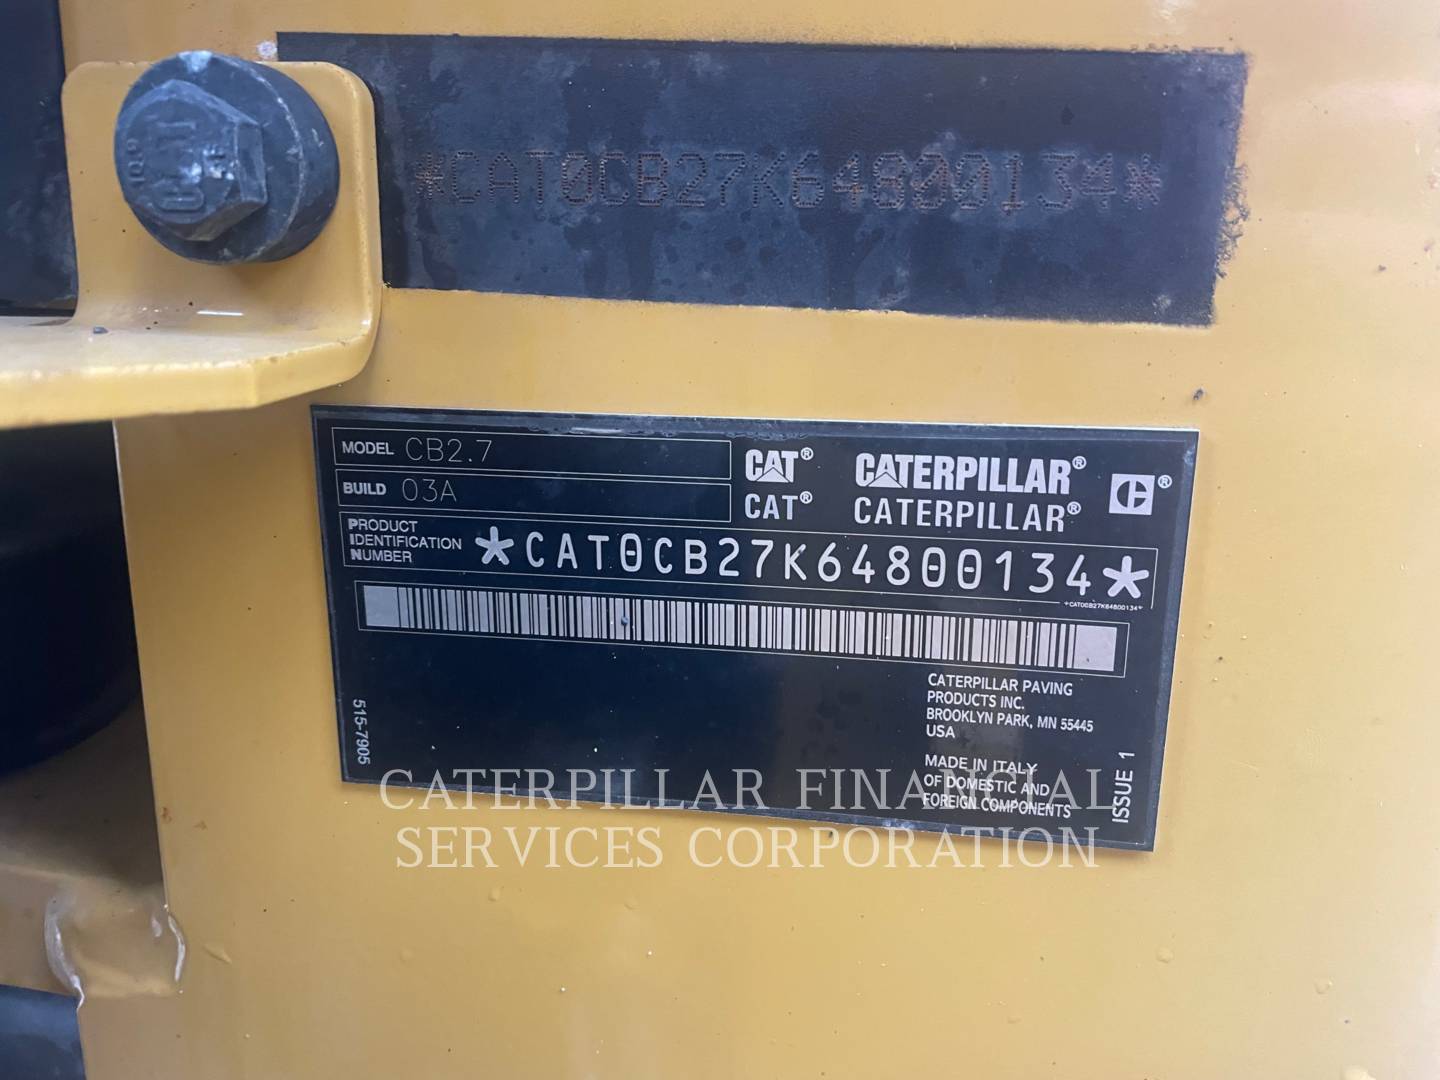 *CAT0CB27K64800134*
MODEL CB2.7
BUILD 03A
CAT® CATERPILLAR® ®
CAT® CATERPILLAR®
PRODUCT
IDENTIFICATION
NUMBER
*CAT0CB27K64800134*
*CAT0CB27K64800134*
CATERPILLAR PAVING
PRODUCTS INC.
BROOKLYN PARK, MN 55445
USA
MADE IN ITALY
OF DOMESTIC AND
FOREIGN COMPONENTS
515-7905
ISSUE 1
CATERPILLAR FINANCIAL
SERVICES CORPORATION